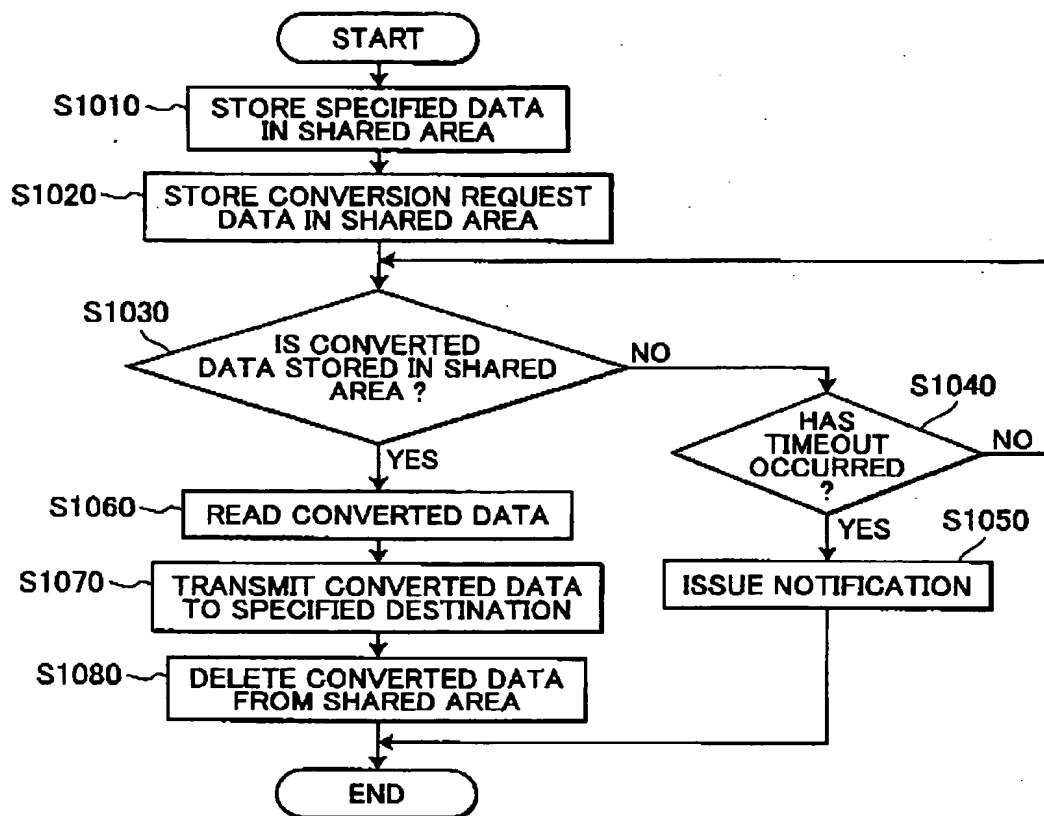 START
S1010
STORE SPECIFIED DATA
IN SHARED AREA
S1020
STORE CONVERSION REQUEST
DATA IN SHARED AREA
S1030
IS CONVERTED
DATA STORED IN SHARED
AREA ?
NO
YES
S1040
HAS
TIMEOUT
OCCURRED
?
NO
YES
S1050
ISSUE NOTIFICATION
S1060
READ CONVERTED DATA
S1070
TRANSMIT CONVERTED DATA
TO SPECIFIED DESTINATION
S1080
DELETE CONVERTED DATA
FROM SHARED AREA
END